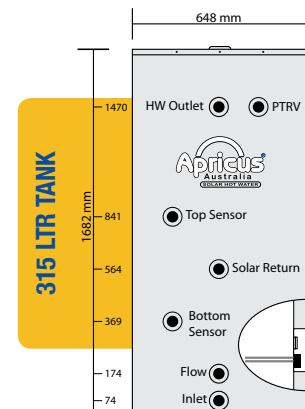 648 mm
1470
HW Outlet
PTRV
Apricus®
Australia
SOLAR HOT WATER
315 LTR TANK
1682 mm
841
Top Sensor
564
Solar Return
369
Bottom
Sensor
174
Flow
74
Inlet